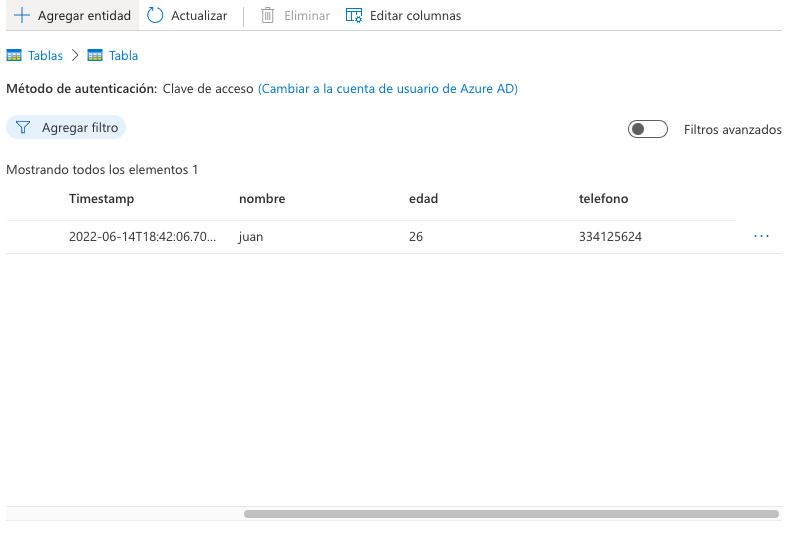 Agregar entidad Actualizar Eliminar Editar columnas
Tablas > Tabla
Método de autenticación: Clave de acceso (Cambiar a la cuenta de usuario de Azure AD)
Agregar filtro Filtros avanzados
Mostrando todos los elementos 1
Timestamp nombre edad telefono
2022-06-14T18:42:06.70... juan 26 334125624 ...